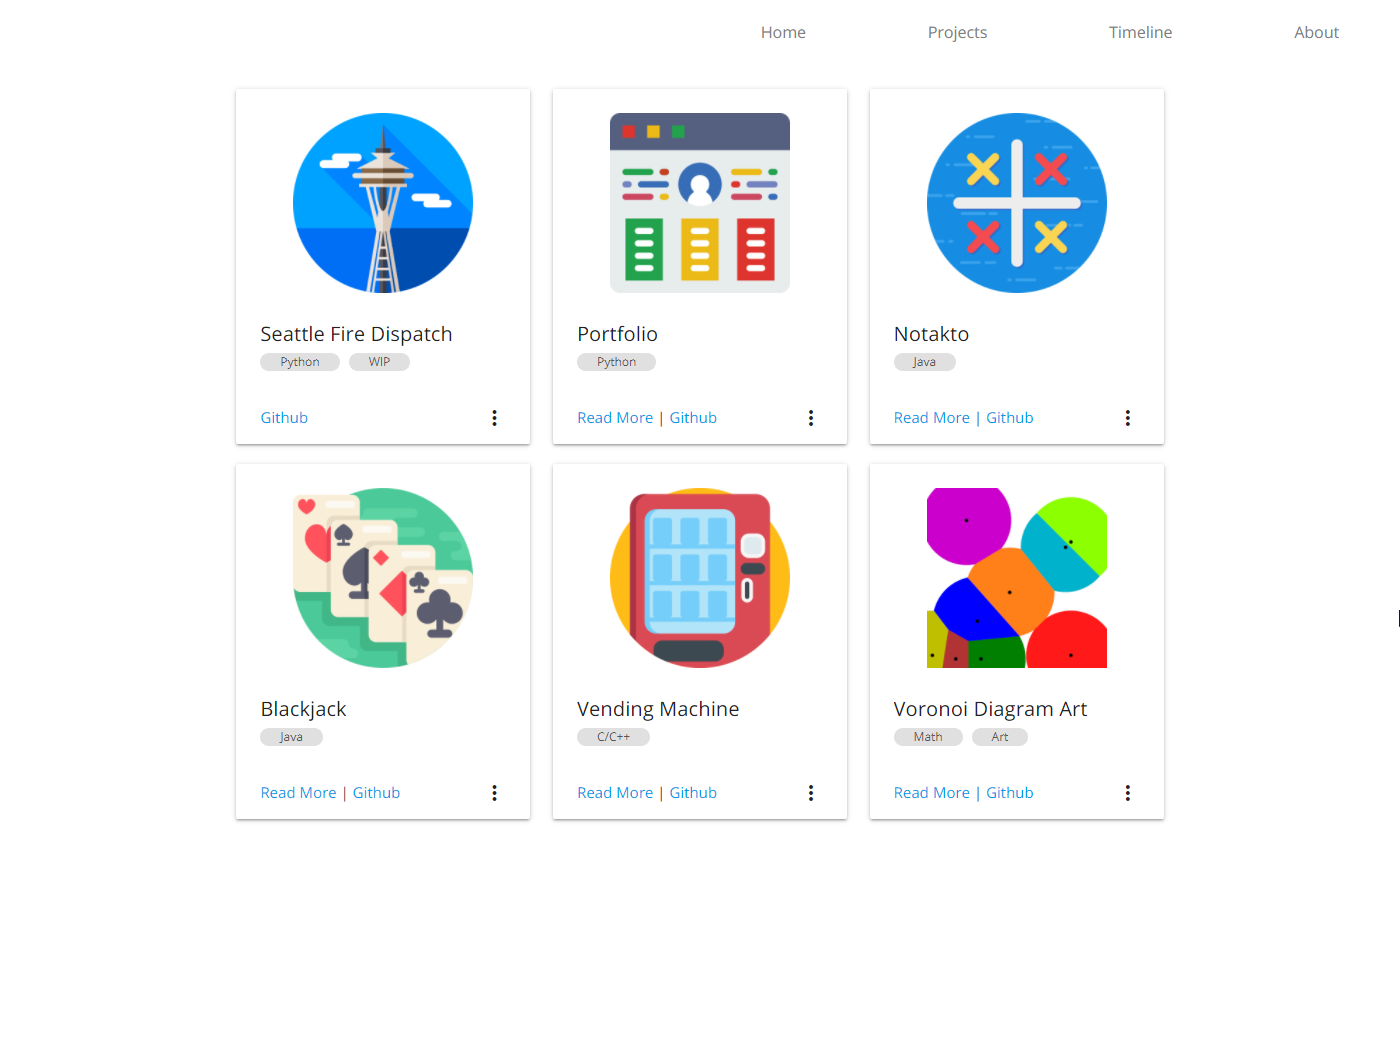 Home Projects Timeline About
Seattle Fire Dispatch
Python WIP
Github
Portfolio
Python
Read More | Github
Notakto
Java
Read More | Github
Blackjack
Java
Read More | Github
Vending Machine
C/C++
Read More | Github
Voronoi Diagram Art
Math Art
Read More | Github